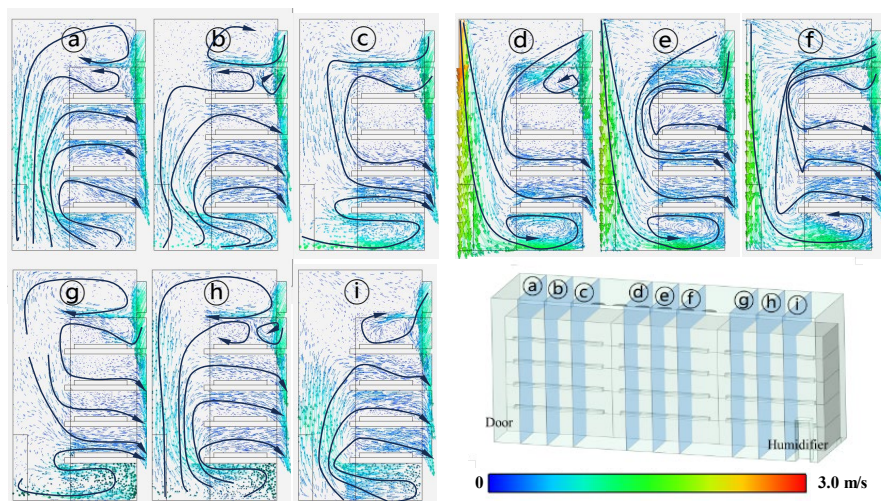 ⓐ ⓑ ⓒ ⓓ ⓔ ⓕ
ⓖ ⓗ ⓘ
ⓐ ⓑ ⓒ ⓓ ⓔ ⓕ ⓖ ⓗ ⓘ
Door
Humidifier
0 3.0 m/s